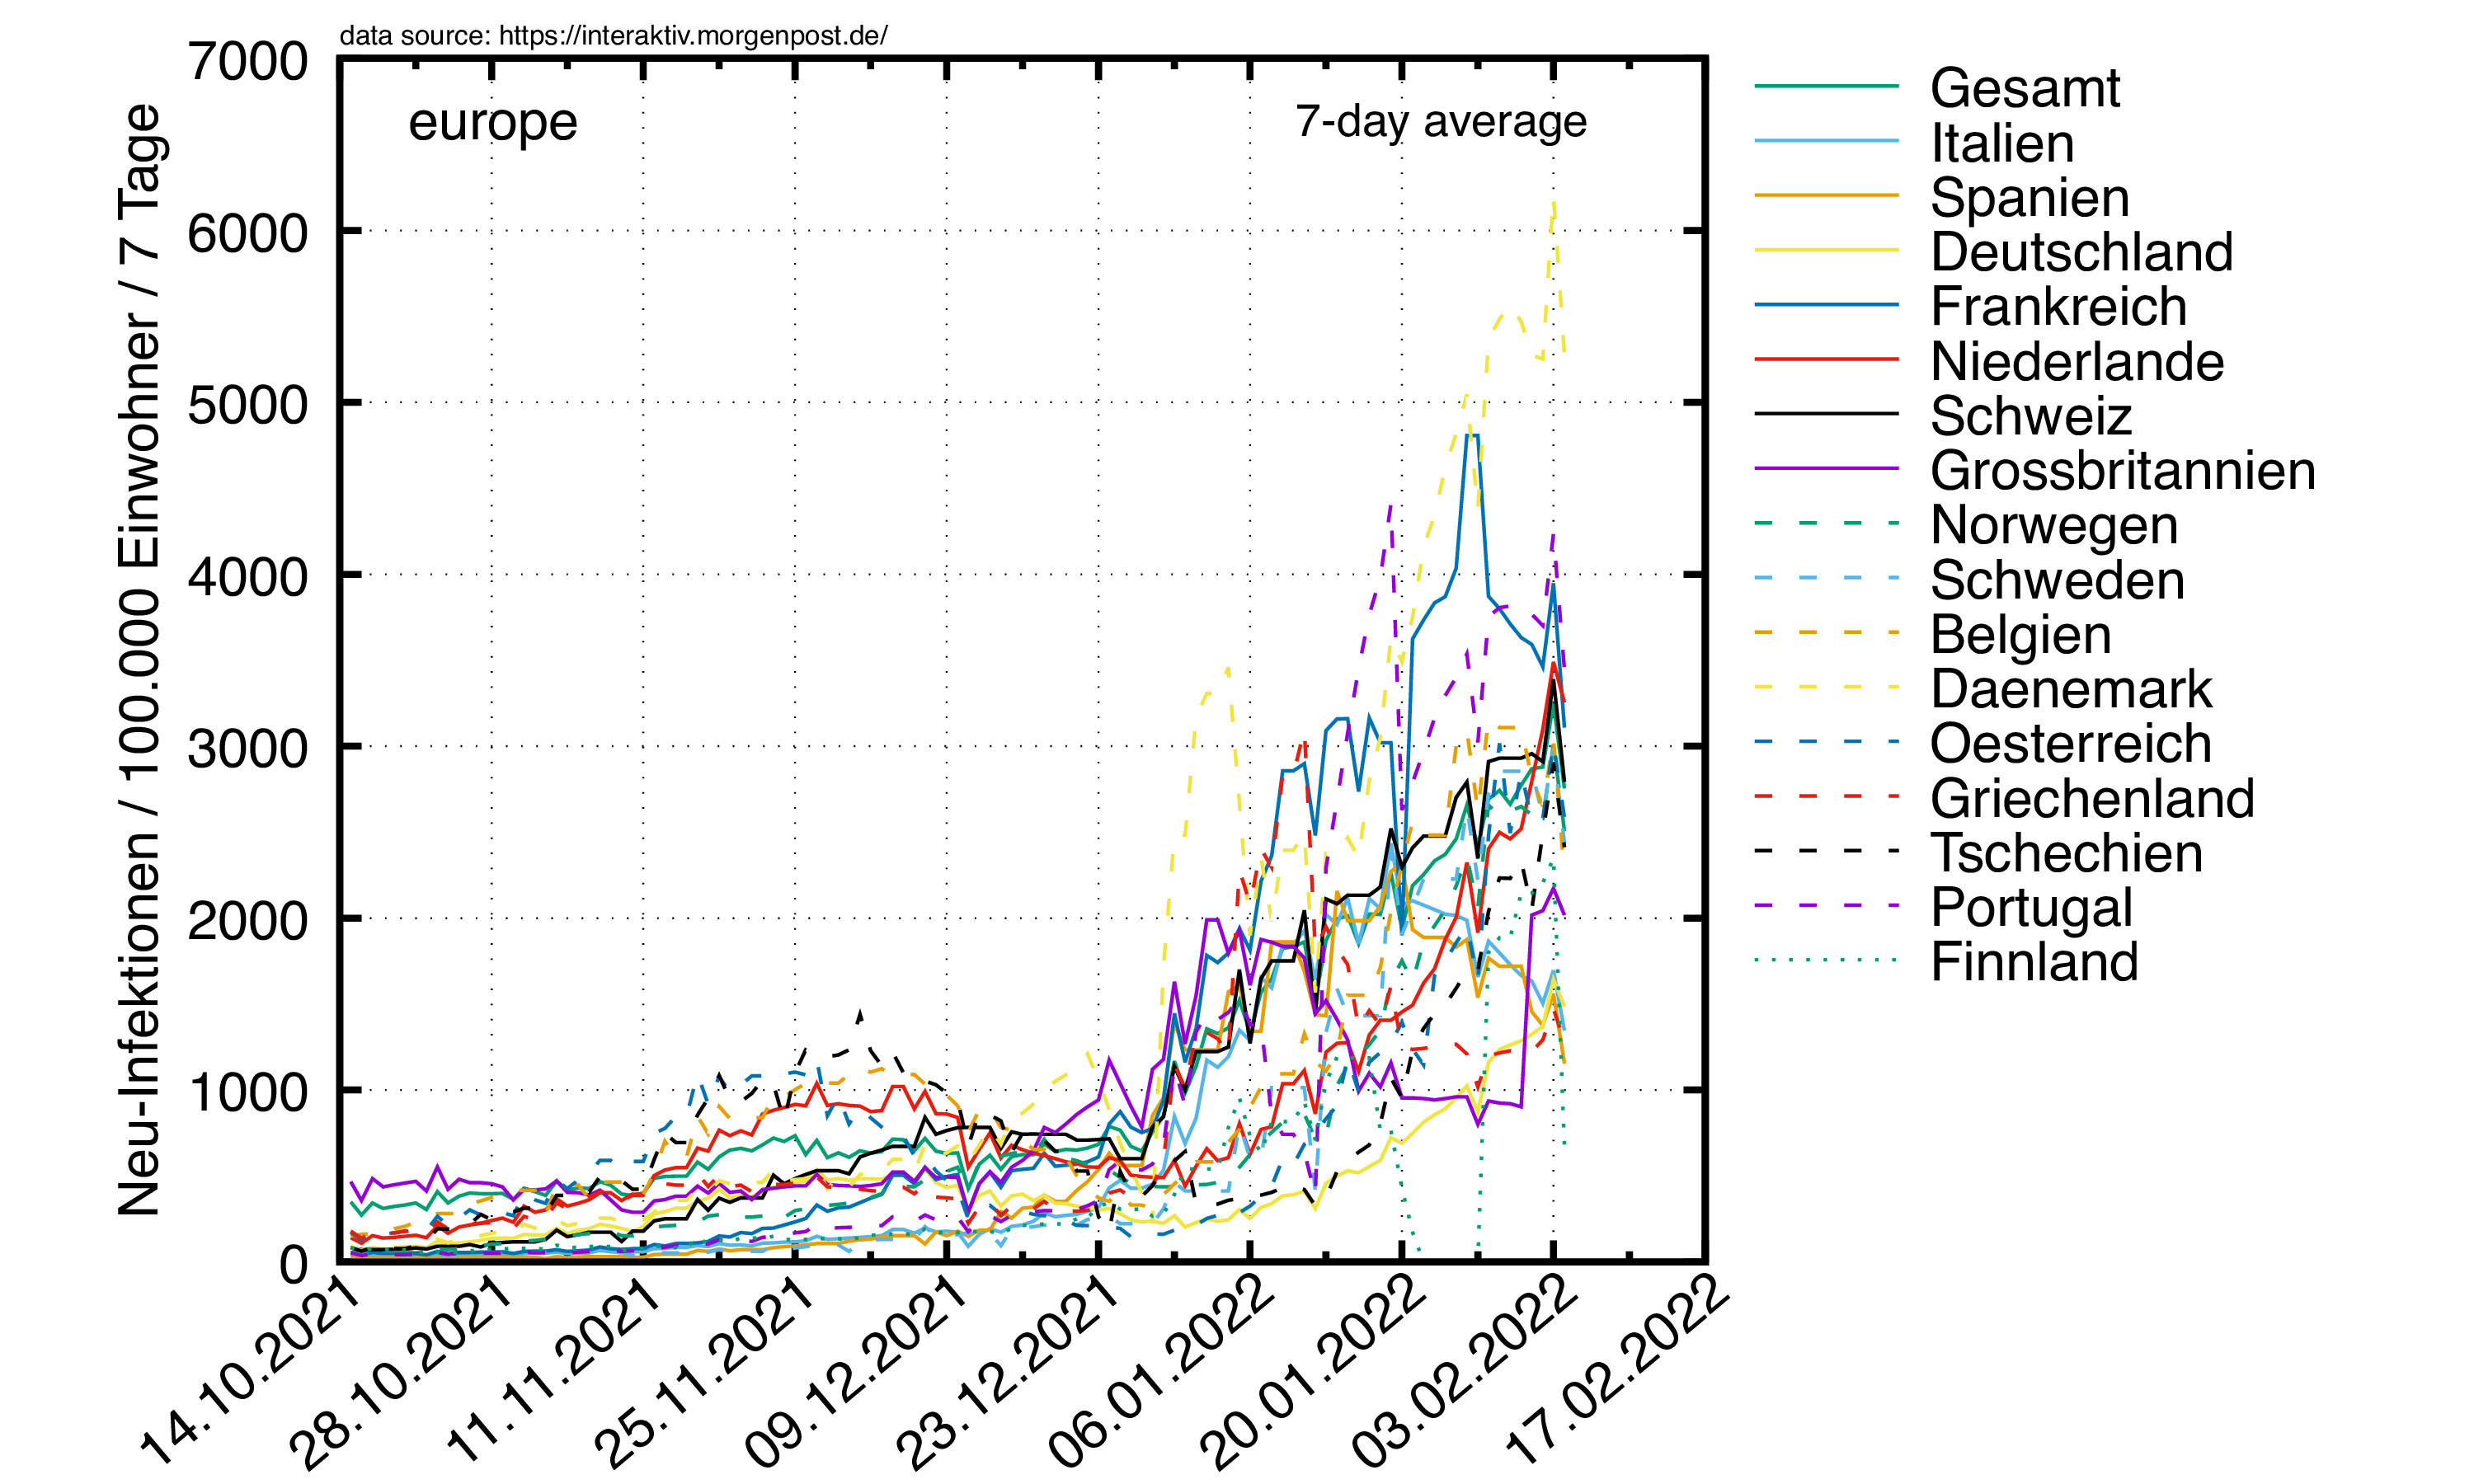 data source: https://interaktiv.morgenpost.de/
europe
7-day average
Neu-Infektionen / 100.000 Einwohner / 7 Tage
7000
6000
5000
4000
3000
2000
1000
0
14.10.2021
28.10.2021
11.11.2021
25.11.2021
09.12.2021
23.12.2021
06.01.2022
20.01.2022
03.02.2022
17.02.2022
Gesamt
Italien
Spanien
Deutschland
Frankreich
Niederlande
Schweiz
Grossbritannien
Norwegen
Schweden
Belgien
Daenemark
Oesterreich
Griechenland
Tschechien
Portugal
Finnland